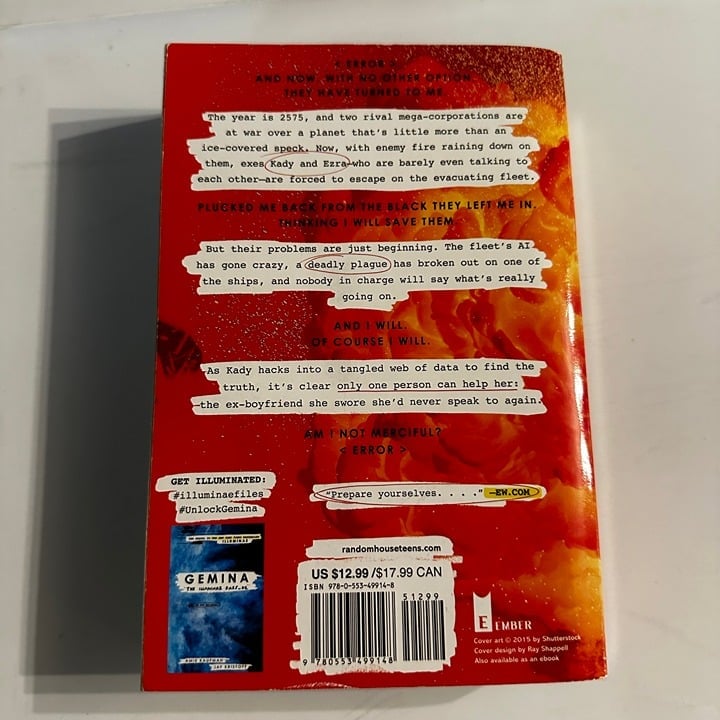 < ERROR >
AND NOW, WITH NO OTHER OPTION,
THEY HAVE TURNED TO ME.
The year is 2575, and two rival mega-corporations are
at war over a planet that's little more than an
ice-covered speck. Now, with enemy fire raining down on
them, exes Kady and Ezra—who are barely even talking to
each other—are forced to escape on the evacuating fleet.
PLUCKED ME BACK FROM THE BLACK THEY LEFT ME IN.
THINKING I WILL SAVE THEM.
But their problems are just beginning. The fleet's AI
has gone crazy, a deadly plague has broken out on one of
the ships, and nobody in charge will say what's really
going on.
AND I WILL.
OF COURSE I WILL.
As Kady hacks into a tangled web of data to find the
truth, it's clear only one person can help her:
the ex-boyfriend she swore she'd never speak to again.
AM I NOT MERCIFUL?
< ERROR >
GET ILLUMINATED:
#illuminaefiles
#UnlockGemina
"Prepare yourselves. . . ." —EW.COM
ILLUMINAE
GEMINA
THE ILLUMINAE FILES_02
AMIE KAUFMAN
JAY KRISTOFF
randomhouseteens.com
US $12.99 /$17.99 CAN
ISBN 978-0-553-49914-8
51299
9 780553 499148
E EMBER
Cover art © 2015 by Shutterstock
Cover design by Ray Shappell
Also available as an ebook